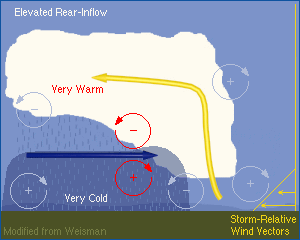 Elevated Rear-Inflow
Very Warm
Very Cold
Storm-Relative
Modified from Weisman
Wind Vectors